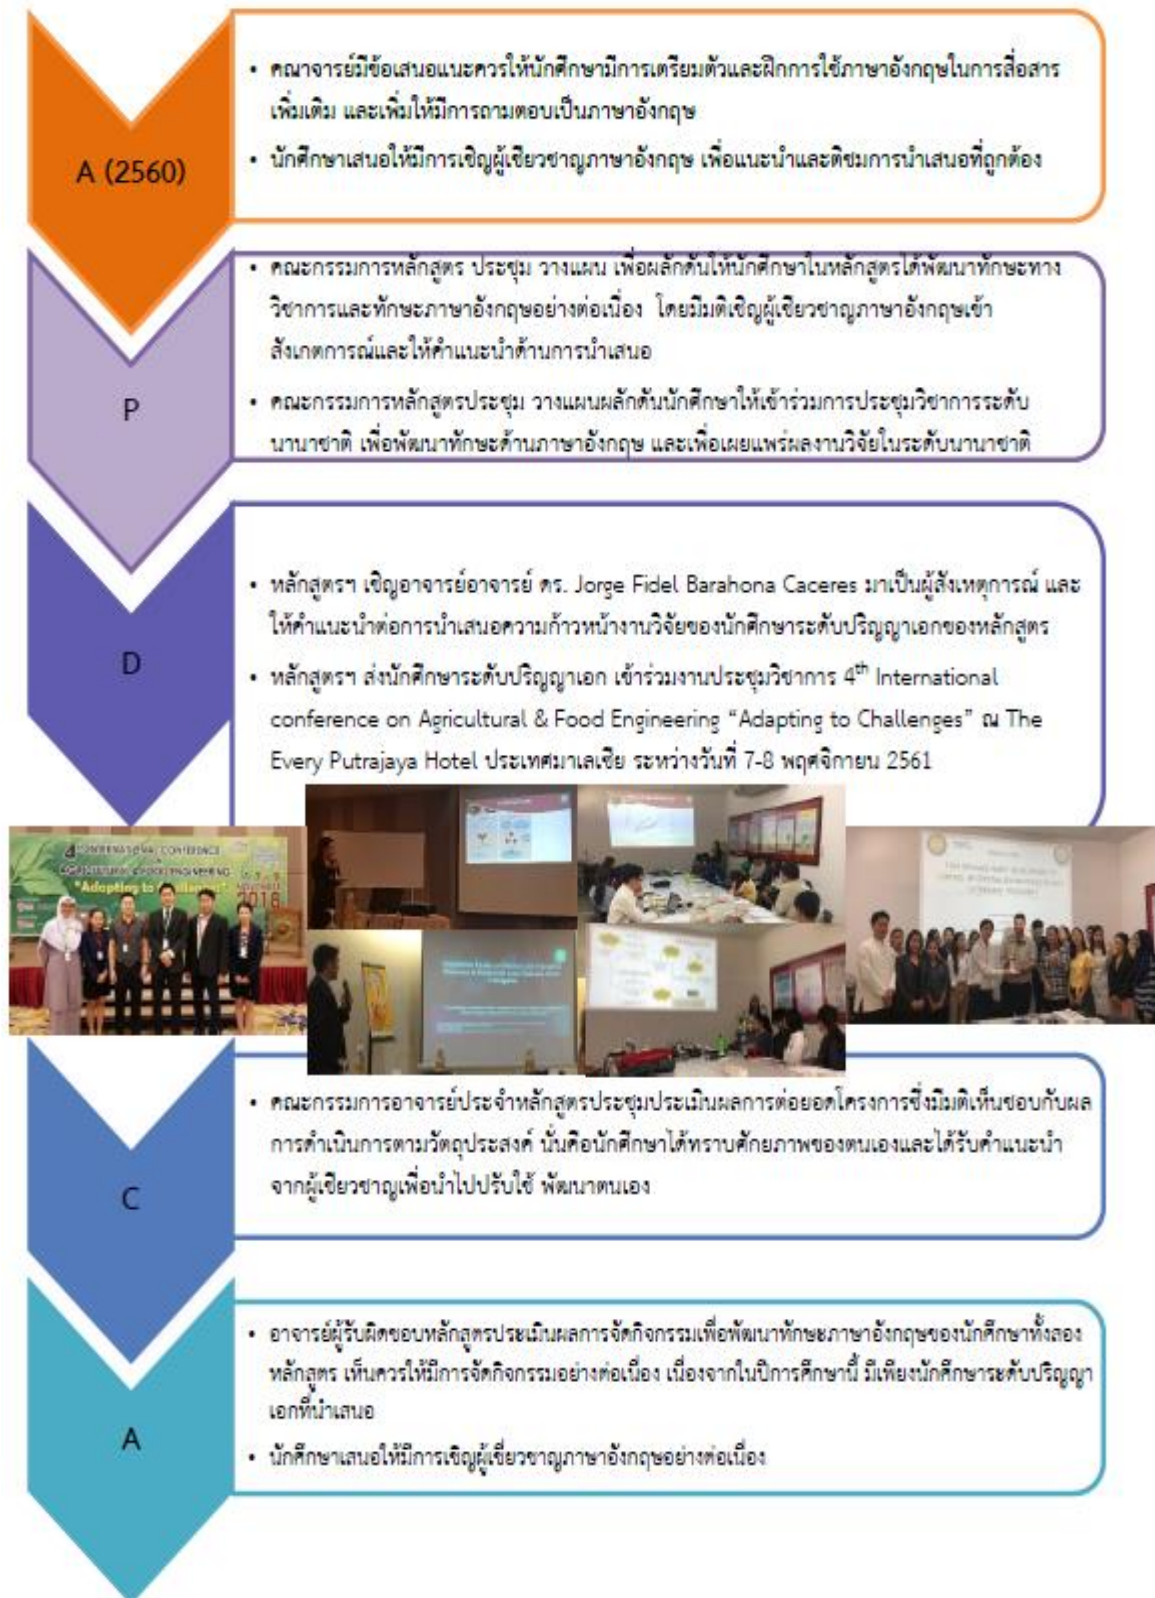 A (2560)
• คณาจารย์มีข้อเสนอแนะควรให้นักศึกษามีการเตรียมตัวและฝึกการใช้ภาษาอังกฤษในการสื่อสาร
เพิ่มเติม และเพิ่มให้มีการถามตอบเป็นภาษาอังกฤษ
• นักศึกษาเสนอให้มีการเชิญผู้เชี่ยวชาญภาษาอังกฤษ เพื่อแนะนำและติชมการนำเสนอที่ถูกต้อง
P
• คณะกรรมการหลักสูตร ประชุม วางแผน เพื่อผลักดันให้นักศึกษาในหลักสูตรได้พัฒนาทักษะทาง
วิชาการและทักษะภาษาอังกฤษอย่างต่อเนื่อง โดยมีมติเชิญผู้เชี่ยวชาญภาษาอังกฤษเข้า
สังเกตการณ์และให้คำแนะนำด้านการนำเสนอ
• คณะกรรมการหลักสูตรประชุม วางแผนผลักดันนักศึกษาให้เข้าร่วมการประชุมวิชาการระดับ
นานาชาติ เพื่อพัฒนาทักษะด้านภาษาอังกฤษ และเพื่อเผยแพร่ผลงานวิจัยในระดับนานาชาติ
D
• หลักสูตรฯ เชิญอาจารย์อาจารย์ ดร. Jorge Fidel Barahona Caceres มาเป็นผู้สังเหตุการณ์ และ
ให้คำแนะนำต่อการนำเสนอความก้าวหน้างานวิจัยของนักศึกษาระดับปริญญาเอกของหลักสูตร
• หลักสูตรฯ ส่งนักศึกษาระดับปริญญาเอก เข้าร่วมงานประชุมวิชาการ 4th International
conference on Agricultural & Food Engineering “Adapting to Challenges” ณ The
Every Putrajaya Hotel ประเทศมาเลเซีย ระหว่างวันที่ 7-8 พฤศจิกายน 2561
4th INTERNATIONAL CONFERENCE
AGRICULTURAL & FOOD ENGINEERING
"Adapting to Challenges"
NOVEMBER
2018
C
• คณะกรรมการอาจารย์ประจำหลักสูตรประชุมประเมินผลการต่อยอดโครงการซึ่งมีมติเห็นชอบกับผล
การดำเนินการตามวัตถุประสงค์ นั่นคือนักศึกษาได้ทราบศักยภาพของตนเองและได้รับคำแนะนำ
จากผู้เชี่ยวชาญเพื่อนำไปปรับใช้ พัฒนาตนเอง
A
• อาจารย์ผู้รับผิดชอบหลักสูตรประเมินผลการจัดกิจกรรมเพื่อพัฒนาทักษะภาษาอังกฤษของนักศึกษาทั้งสอง
หลักสูตร เห็นควรให้มีการจัดกิจกรรมอย่างต่อเนื่อง เนื่องจากในปีการศึกษานี้ มีเพียงนักศึกษาระดับปริญญา
เอกที่นำเสนอ
• นักศึกษาเสนอให้มีการเชิญผู้เชี่ยวชาญภาษาอังกฤษอย่างต่อเนื่อง